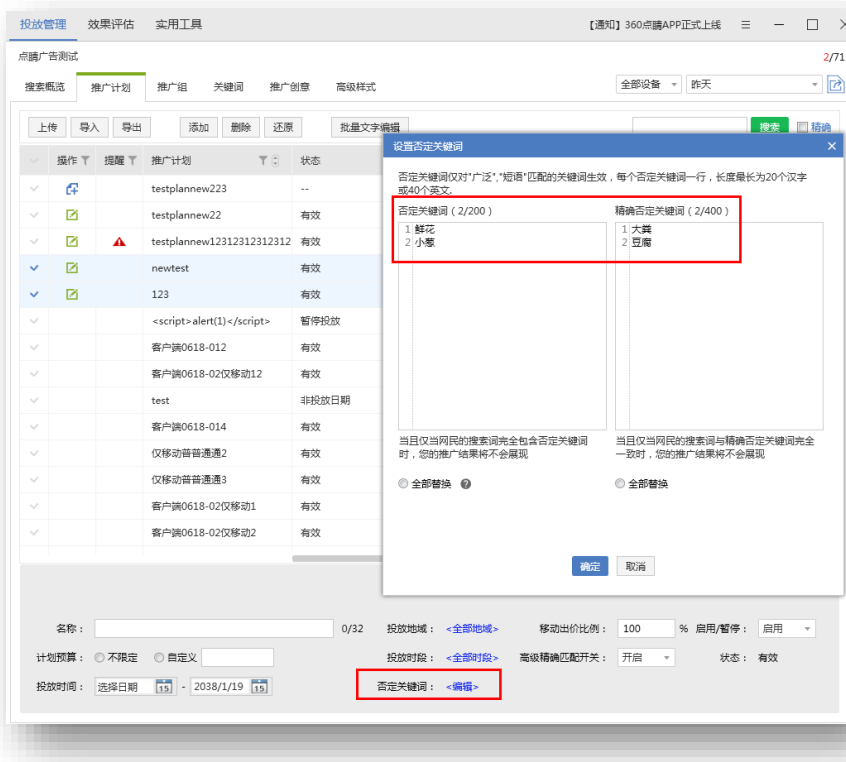 投放管理 效果评估 实用工具 【通知】360点睛APP正式上线
点睛广告测试 2/71
搜索概览 推广计划 推广组 关键词 推广创意 高级样式 全部设备 昨天
上传 导入 导出 添加 删除 还原 批量文字编辑 搜索 精确
操作 提醒 推广计划 状态
testplannew223 --
testplannew22 有效
testplannew12312312312312 有效
newtest 有效
123 有效
<script>alert(1)</script> 暂停投放
客户端0618-012 有效
客户端0618-02仅移动12 有效
test 非投放日期
客户端0618-014 有效
仅移动普普通通2 有效
仅移动普普通通3 有效
客户端0618-02仅移动1 有效
客户端0618-02仅移动2 有效
设置否定关键词
否定关键词仅对"广泛","短语"匹配的关键词生效，每个否定关键词一行，长度最长为20个汉字
或40个英文.
否定关键词（2/200） 精确否定关键词（2/400）
1 鲜花 1 大粪
2 小葱 2 豆腐
当且仅当网民的搜索词完全包含否定关键词 当且仅当网民的搜索词与精确否定关键词完全
时，您的推广结果将不会展现 一致时，您的推广结果将不会展现
全部替换 ? 全部替换
确定 取消
名称： 0/32 投放地域： <全部地域> 移动出价比例： 100 % 启用/暂停： 启用
计划预算： 不限定 自定义 投放时段： <全部时段> 高级精确匹配开关： 开启 状态： 有效
投放时间： 选择日期 15 - 2038/1/19 15 否定关键词： <编辑>